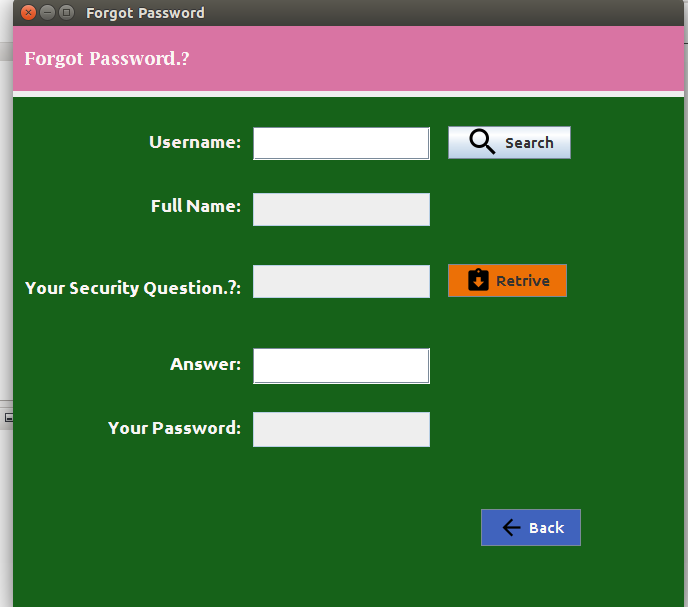 Forgot Password
Forgot Password.?
Username:
Search
Full Name:
Your Security Question.?:
Retrive
Answer:
Your Password:
Back